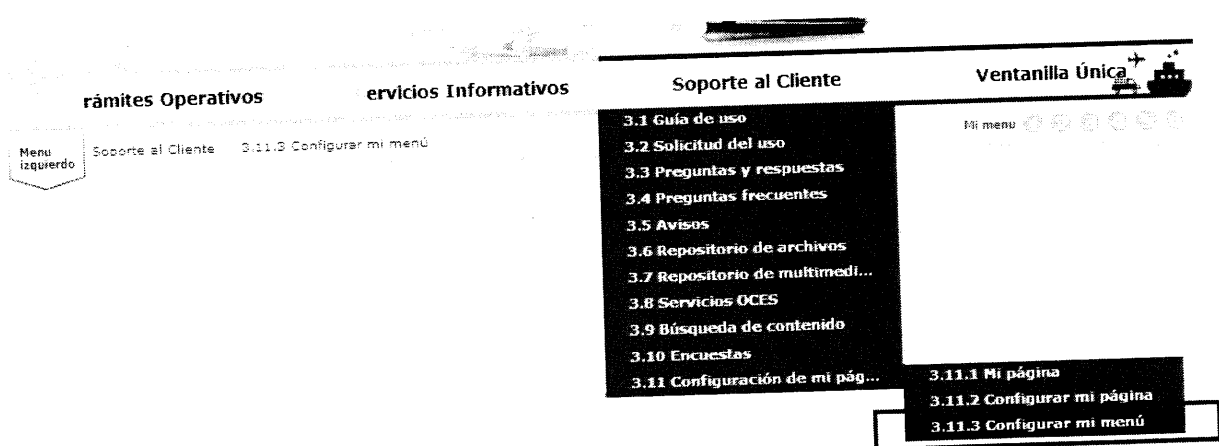 rámites Operativos
ervicios Informativos
Soporte al Cliente
Ventanilla Única
Mi menu
Menu
izquierdo
Soporte al Cliente 3.11.3 Configurar mi menú
3.1 Guía de uso
3.2 Solicitud del uso
3.3 Preguntas y respuestas
3.4 Preguntas frecuentes
3.5 Avisos
3.6 Repositorio de archivos
3.7 Repositorio de multimedi...
3.8 Servicios OCES
3.9 Búsqueda de contenido
3.10 Encuestas
3.11 Configuración de mi pág...
3.11.1 Mi página
3.11.2 Configurar mi página
3.11.3 Configurar mi menú